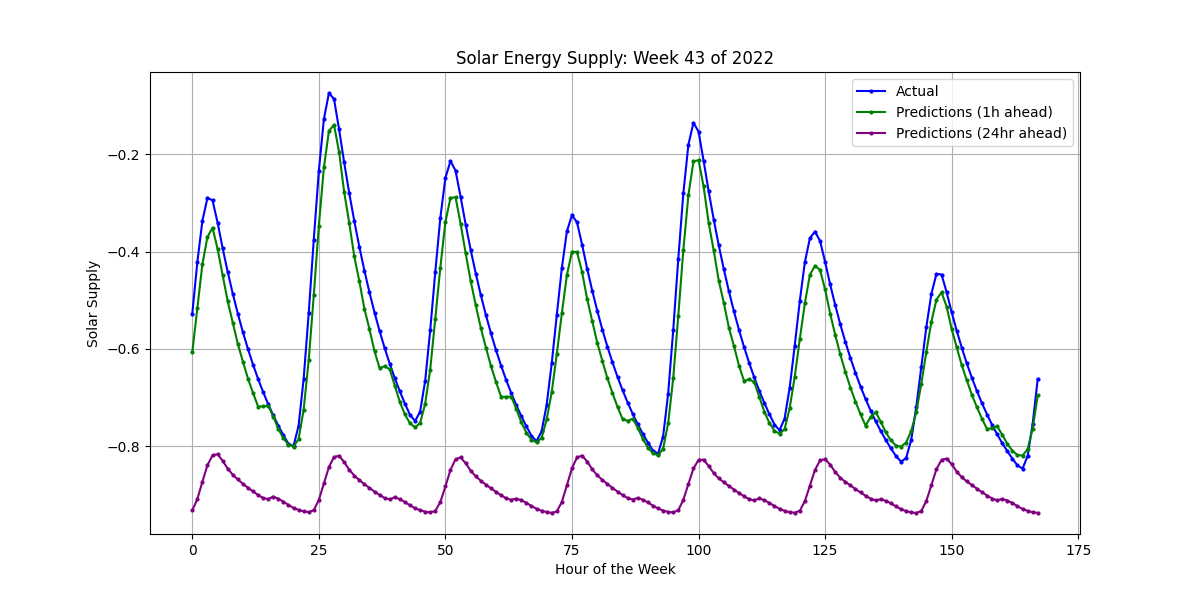 Solar Energy Supply: Week 43 of 2022
Actual
Predictions (1h ahead)
Predictions (24hr ahead)
Solar Supply
−0.2
−0.4
−0.6
−0.8
0 25 50 75 100 125 150 175
Hour of the Week